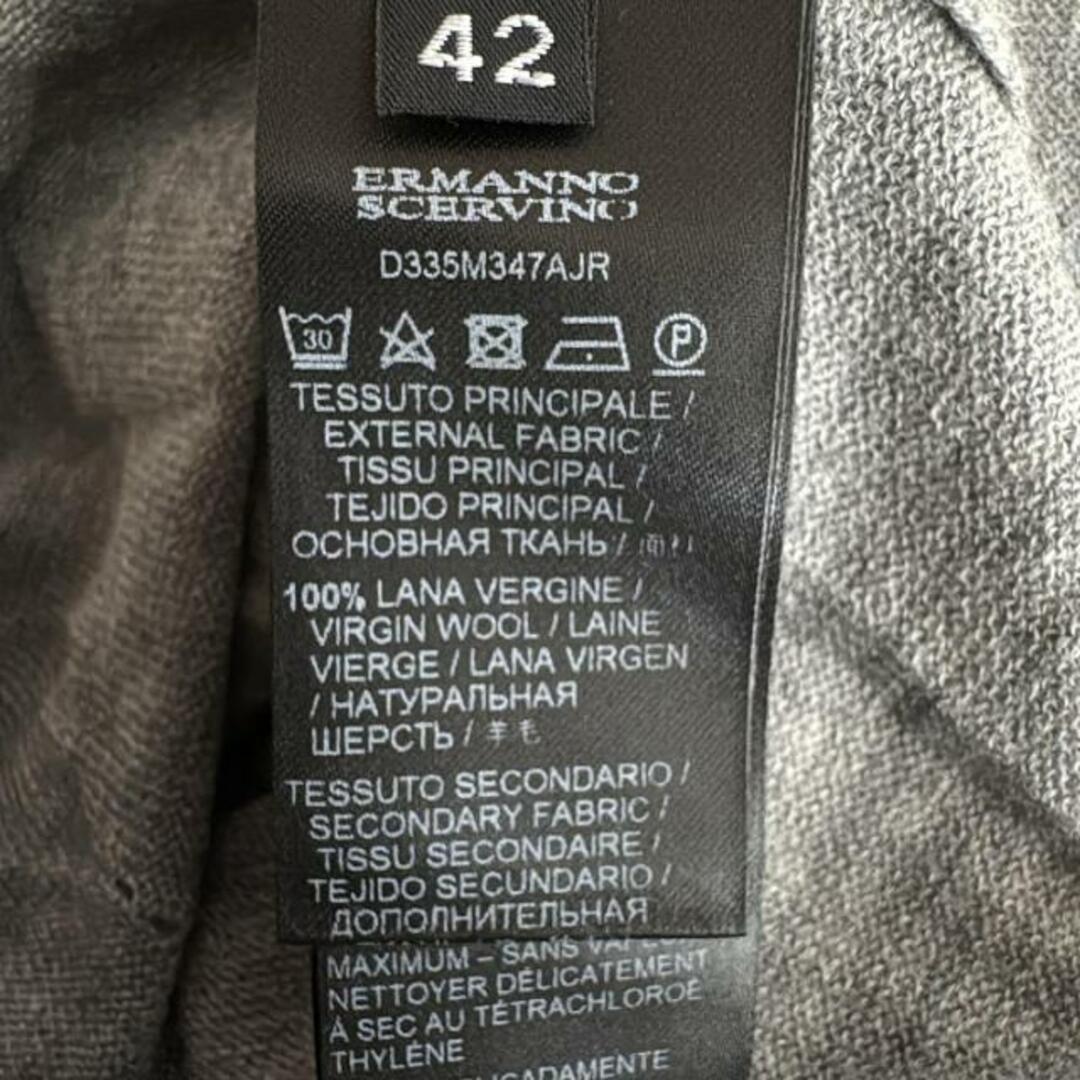 42
ERMANNO
SCERVINO
D335M347AJR
30
P
TESSUTO PRINCIPALE /
EXTERNAL FABRIC /
TISSU PRINCIPAL /
TEJIDO PRINCIPAL /
ОСНОВНАЯ ТКАНЬ /
100% LANA VERGINE /
VIRGIN WOOL / LAINE
VIERGE / LANA VIRGEN
/ НАТУРАЛЬНАЯ
ШЕРСТЬ / 羊毛
TESSUTO SECONDARIO /
SECONDARY FABRIC /
TISSU SECONDAIRE /
TEJIDO SECUNDARIO /
ДОПОЛНИТЕЛЬНАЯ
MAXIMUM – SANS
NETTOYER DÉLICATEMENT
À SEC AU TÉTRACHLOROÉ
THYLÉNE